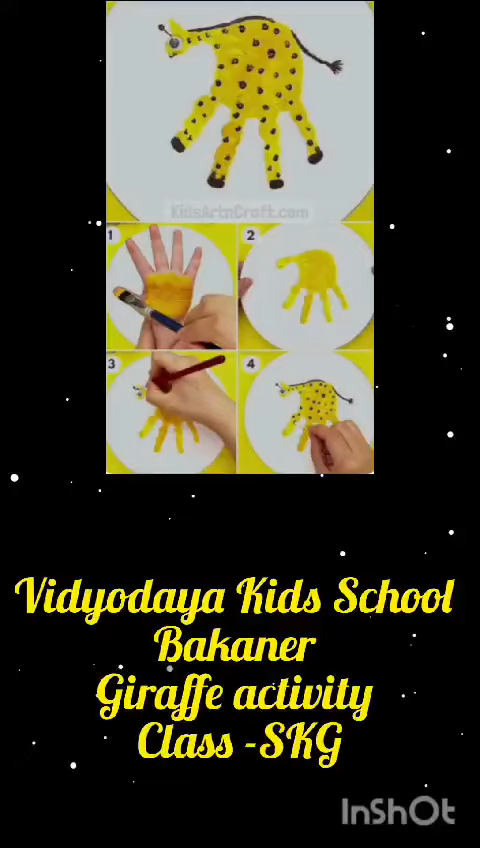 KidsArtnCraft.com
1
2
3
4
Vidyodaya Kids School
Bakaner
Giraffe activity
Class -SKG
InShOt